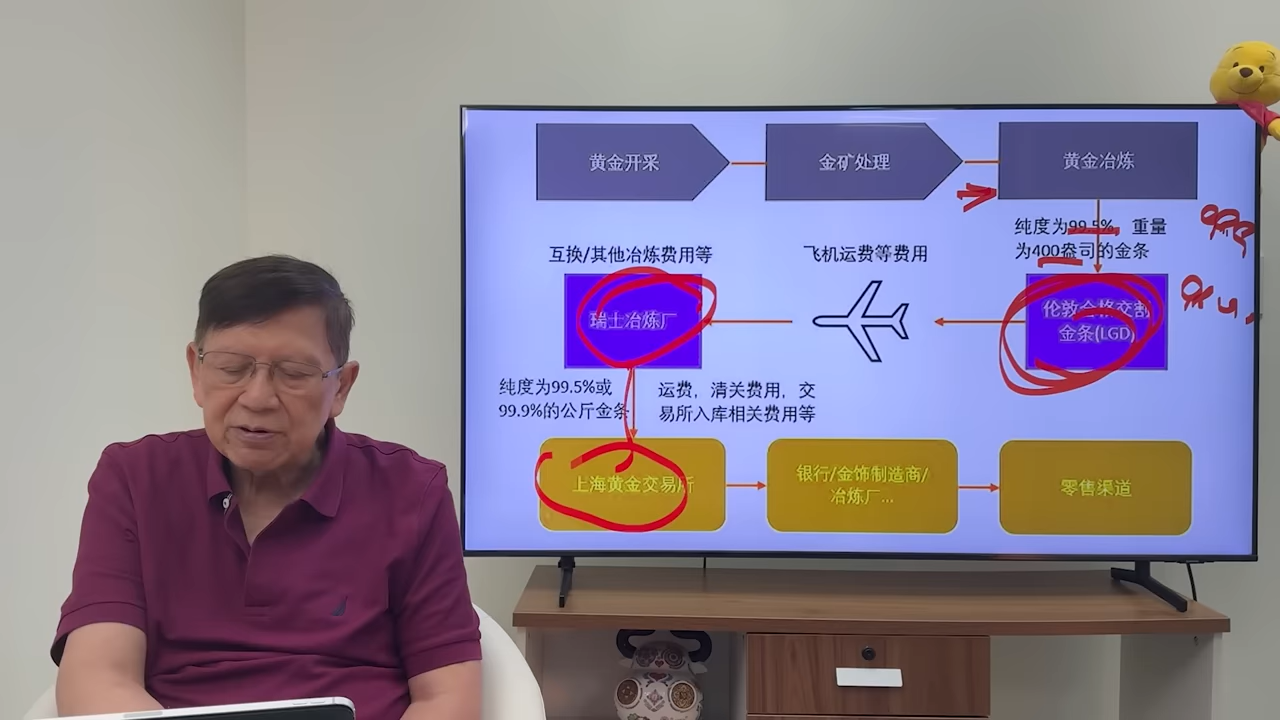 黄金开采
金矿处理
黄金冶炼
纯度为99.5%，重量
为400盎司的金条
互换/其他冶炼费用等
飞机运费等费用
瑞士冶炼厂
伦敦合格交割
金条(LGD)
纯度为99.5%或
99.9%的公斤金条
运费，清关费用，交
易所入库相关费用等
上海黄金交易所
银行/金饰制造商/
冶炼厂...
零售渠道